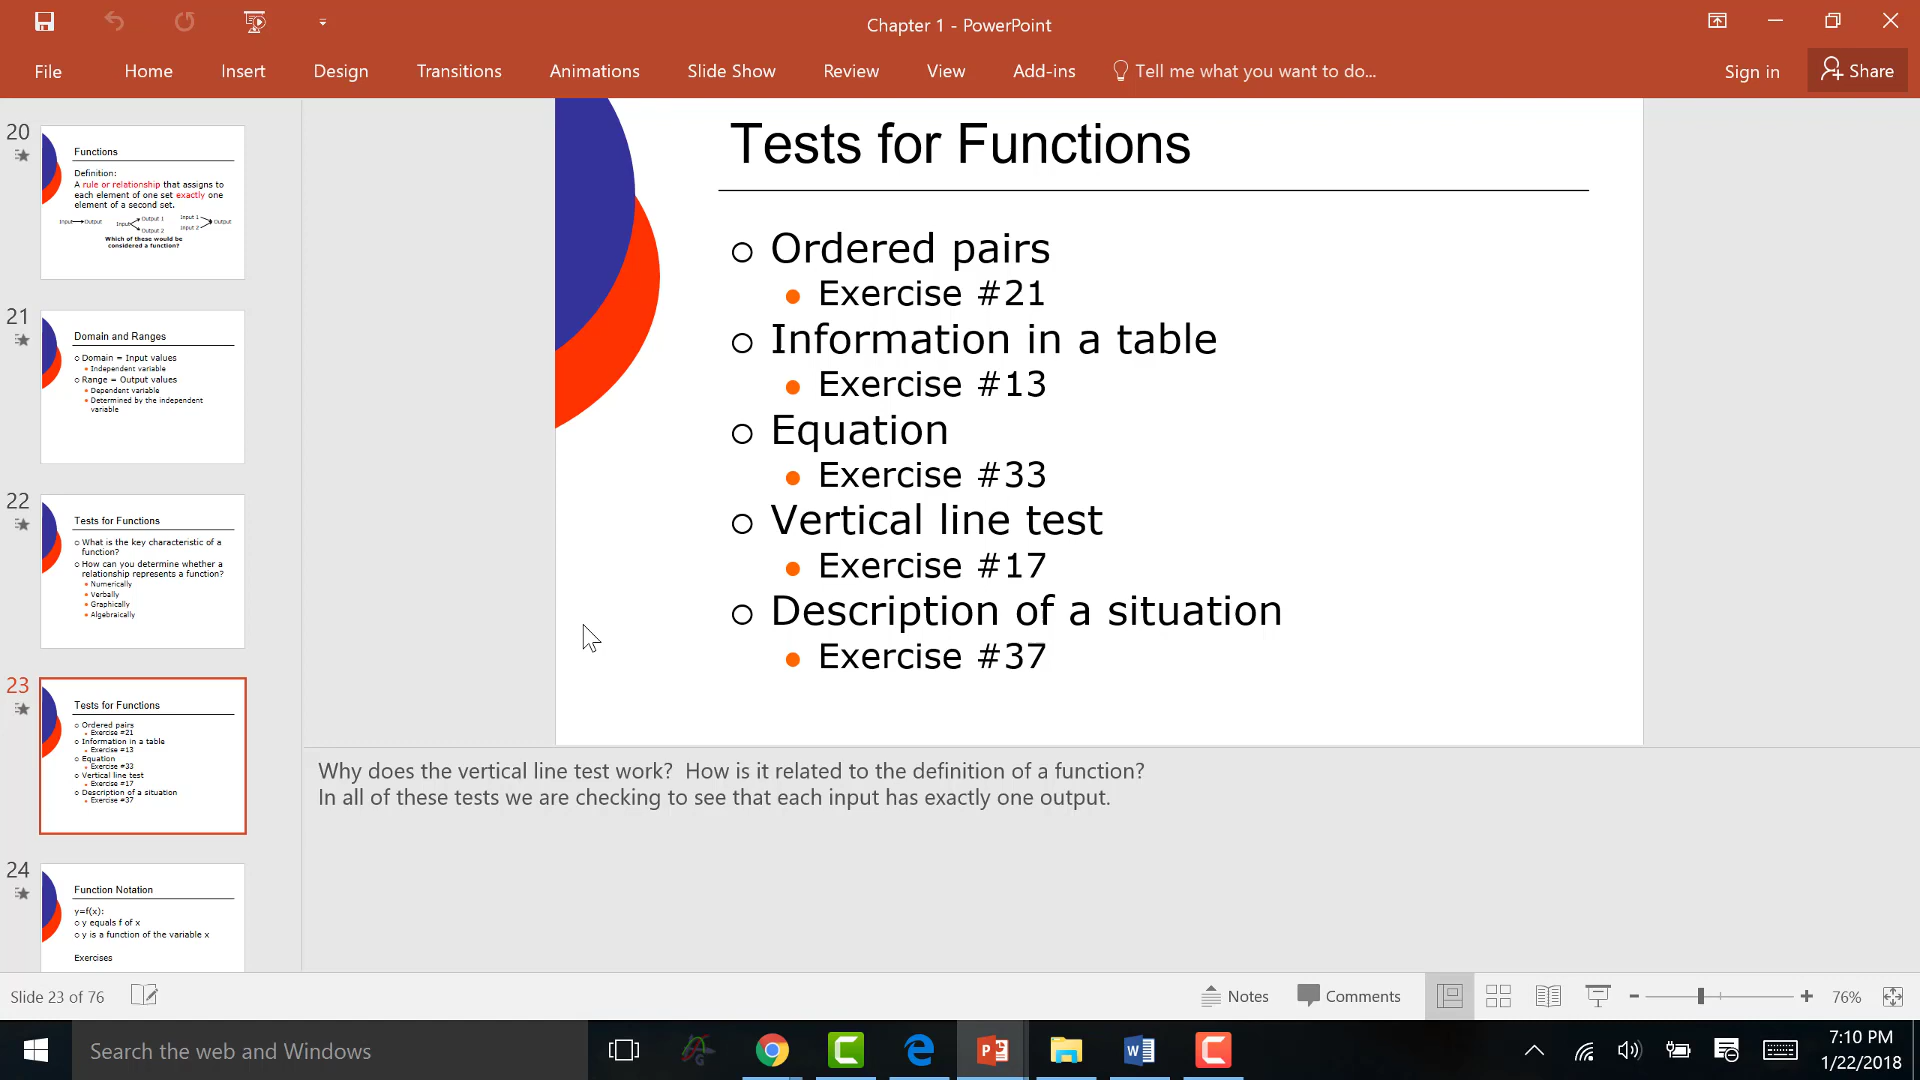 Chapter 1 - PowerPoint
File Home Insert Design Transitions Animations Slide Show Review View Add-ins Tell me what you want to do... Sign in Share
20
Functions
Definition:
A rule or relationship that assigns to
each element of one set exactly one
element of a second set.
Input Output Input Output 1 Output 2 Input 1 Input 2 Output
Which of these would be
considered a function?
21
Domain and Ranges
Domain = Input values
Independent variable
Range = Output values
Dependent variable
Determined by the independent
variable
22
Tests for Functions
What is the key characteristic of a
function?
How can you determine whether a
relationship represents a function?
Numerically
Verbally
Graphically
Algebraically
23
Tests for Functions
Ordered pairs
Exercise #21
Information in a table
Exercise #13
Equation
Exercise #33
Vertical line test
Exercise #17
Description of a situation
Exercise #37
24
Function Notation
y=f(x):
y equals f of x
y is a function of the variable x
Exercises
Tests for Functions
Ordered pairs
Exercise #21
Information in a table
Exercise #13
Equation
Exercise #33
Vertical line test
Exercise #17
Description of a situation
Exercise #37
Why does the vertical line test work? How is it related to the definition of a function?
In all of these tests we are checking to see that each input has exactly one output.
Slide 23 of 76 Notes Comments 76%
Search the web and Windows
7:10 PM
1/22/2018